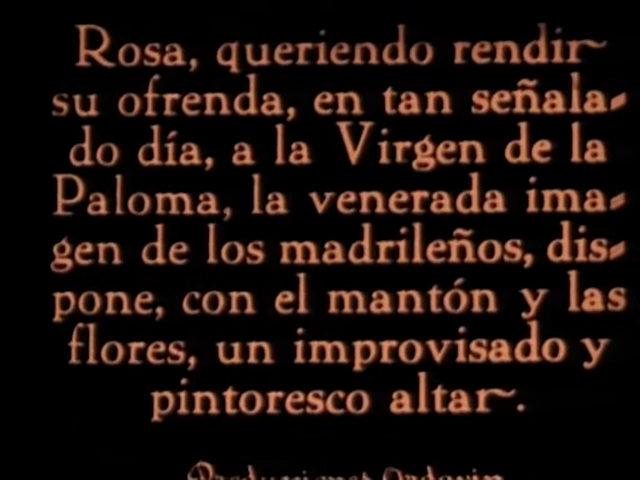 Rosa, queriendo rendir
su ofrenda, en tan señala-
do día, a la Virgen de la
Paloma, la venerada ima-
gen de los madrileños, dis-
pone, con el mantón y las
flores, un improvisado y
pintoresco altar.
Producciones